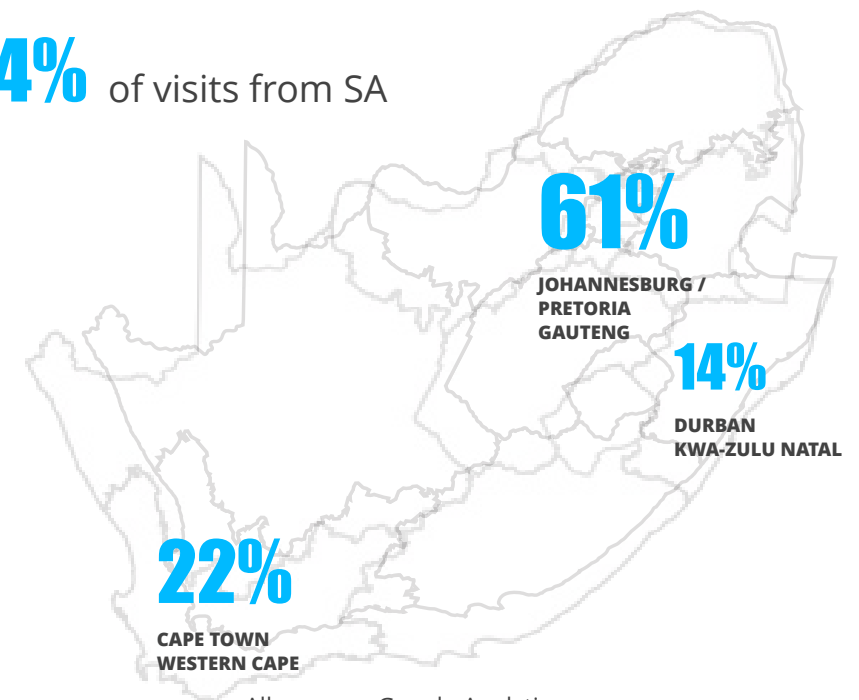 4% of visits from SA
61%
JOHANNESBURG /
PRETORIA
GAUTENG
14%
DURBAN
KWA-ZULU NATAL
22%
CAPE TOWN
WESTERN CAPE